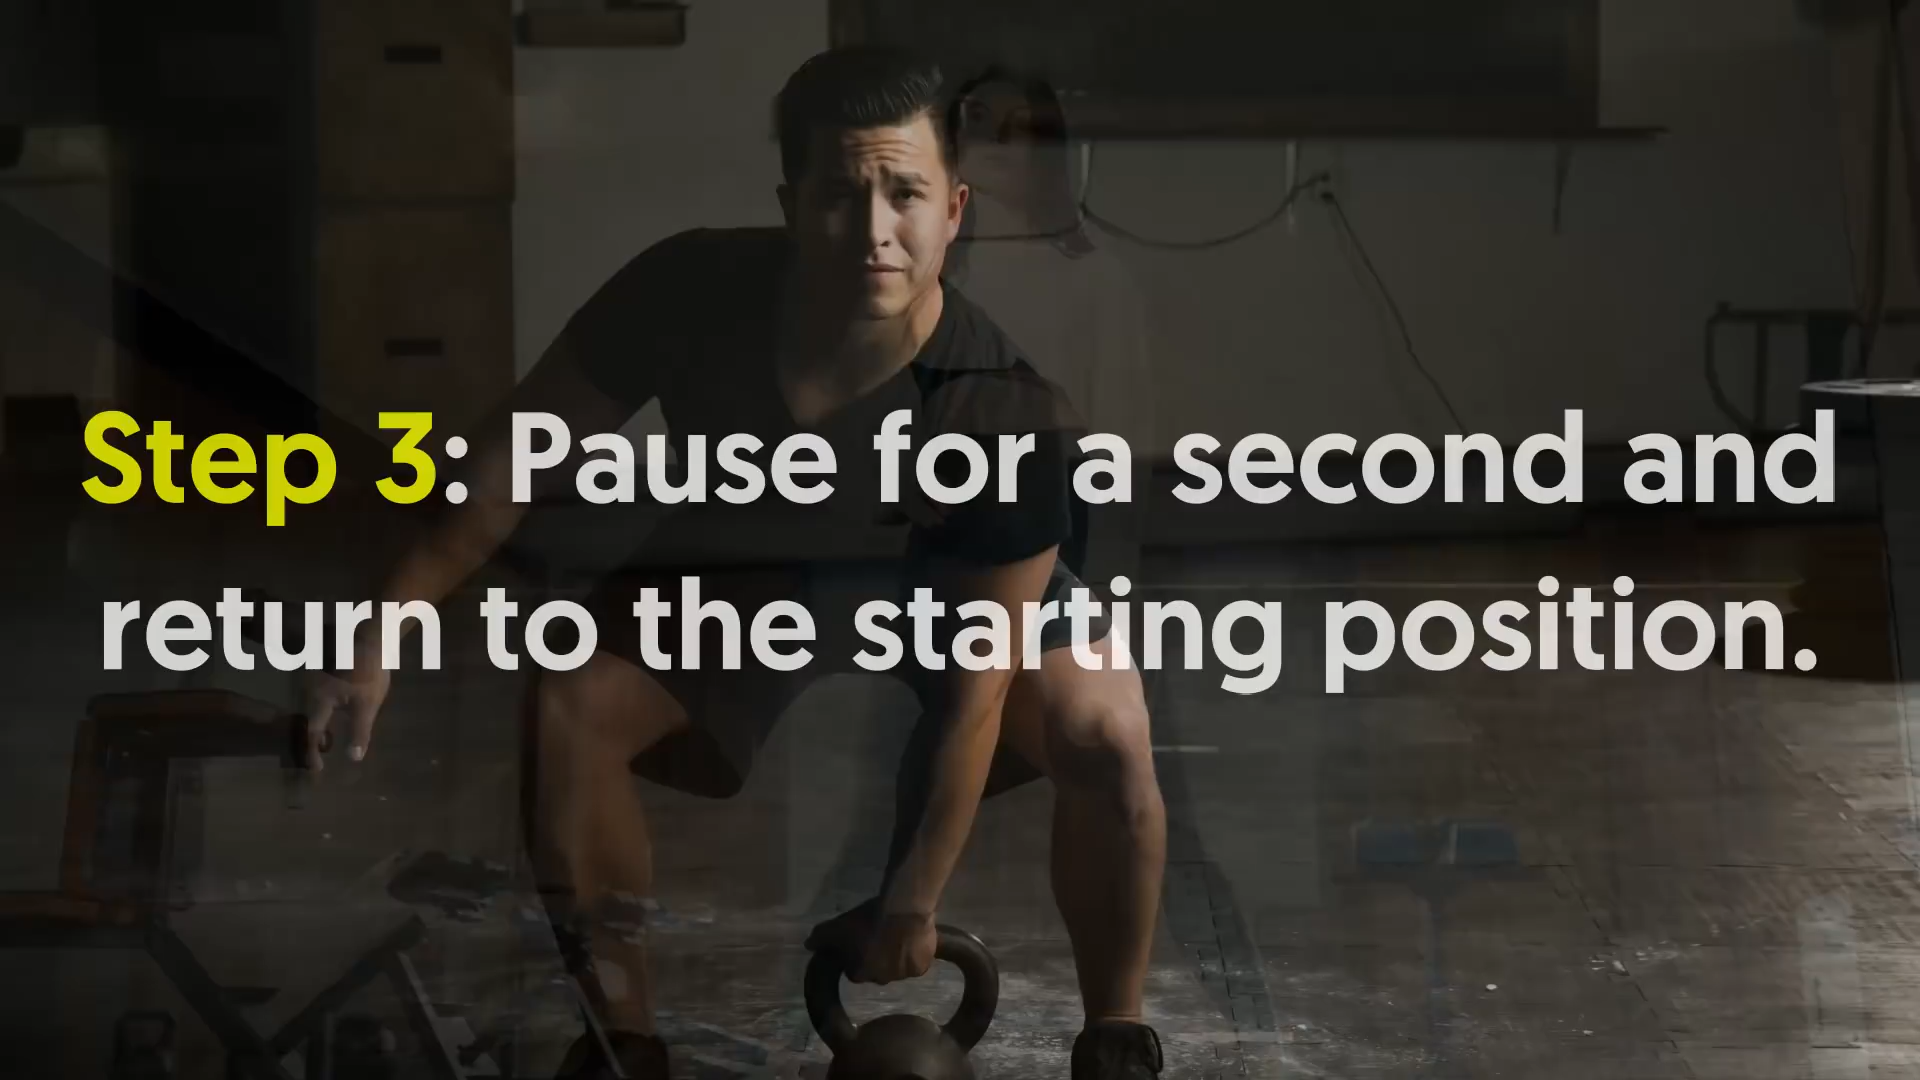 Step 3: Pause for a second and
return to the starting position.